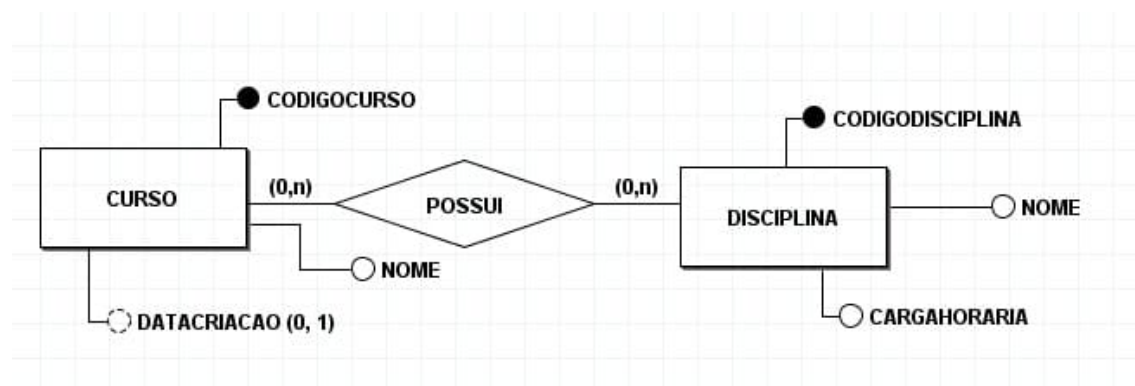 CODIGOCURSO
CODIGODISCIPLINA
CURSO
(0,n)
POSSUI
(0,n)
DISCIPLINA
NOME
NOME
DATACRIACAO (0, 1)
CARGAHORARIA